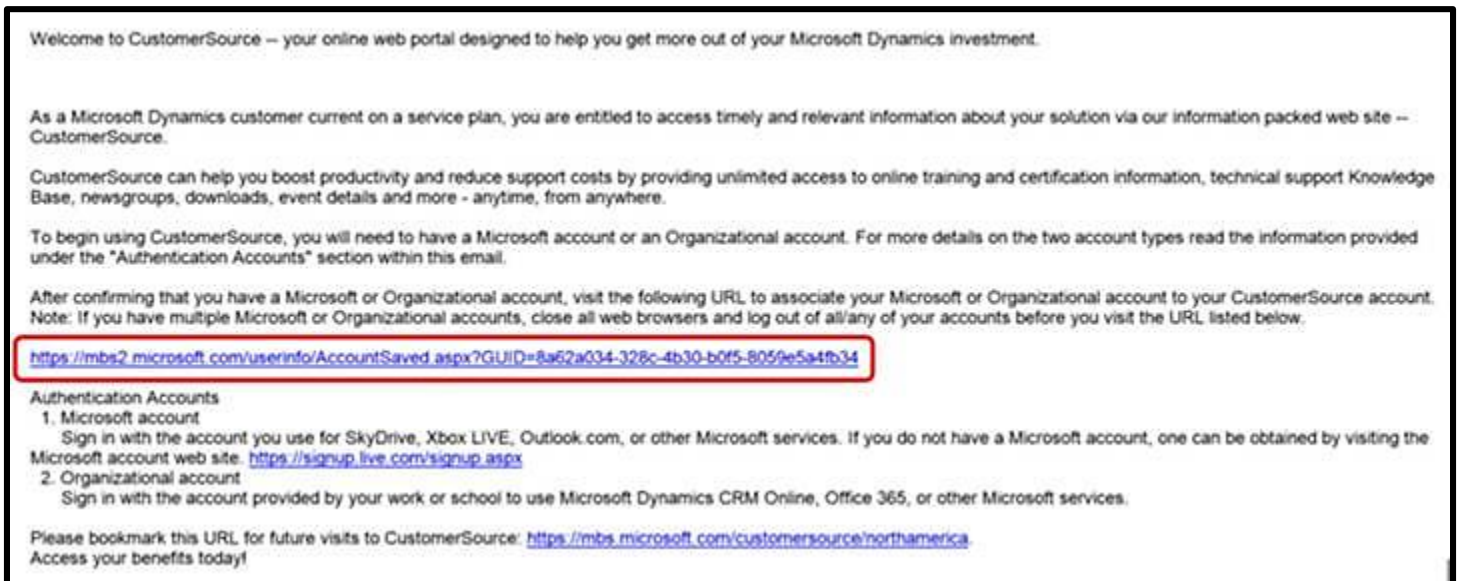 Welcome to CustomerSource -- your online web portal designed to help you get more out of your Microsoft Dynamics investment.
As a Microsoft Dynamics customer current on a service plan, you are entitled to access timely and relevant information about your solution via our information packed web site --
CustomerSource.
CustomerSource can help you boost productivity and reduce support costs by providing unlimited access to online training and certification information, technical support Knowledge
Base, newsgroups, downloads, event details and more - anytime, from anywhere.
To begin using CustomerSource, you will need to have a Microsoft account or an Organizational account. For more details on the two account types read the information provided
under the "Authentication Accounts" section within this email.
After confirming that you have a Microsoft or Organizational account, visit the following URL to associate your Microsoft or Organizational account to your CustomerSource account.
Note: If you have multiple Microsoft or Organizational accounts, close all web browsers and log out of all/any of your accounts before you visit the URL listed below.
https://mbs2.microsoft.com/userinfo/AccountSaved.aspx?GUID=8a62a034-328c-4b30-b0f5-8059e5a4fb34
Authentication Accounts
1. Microsoft account
Sign in with the account you use for SkyDrive, Xbox LIVE, Outlook.com, or other Microsoft services. If you do not have a Microsoft account, one can be obtained by visiting the
Microsoft account web site. https://signup.live.com/signup.aspx
2. Organizational account
Sign in with the account provided by your work or school to use Microsoft Dynamics CRM Online, Office 365, or other Microsoft services.
Please bookmark this URL for future visits to CustomerSource: https://mbs.microsoft.com/customersource/northamerica.
Access your benefits today!